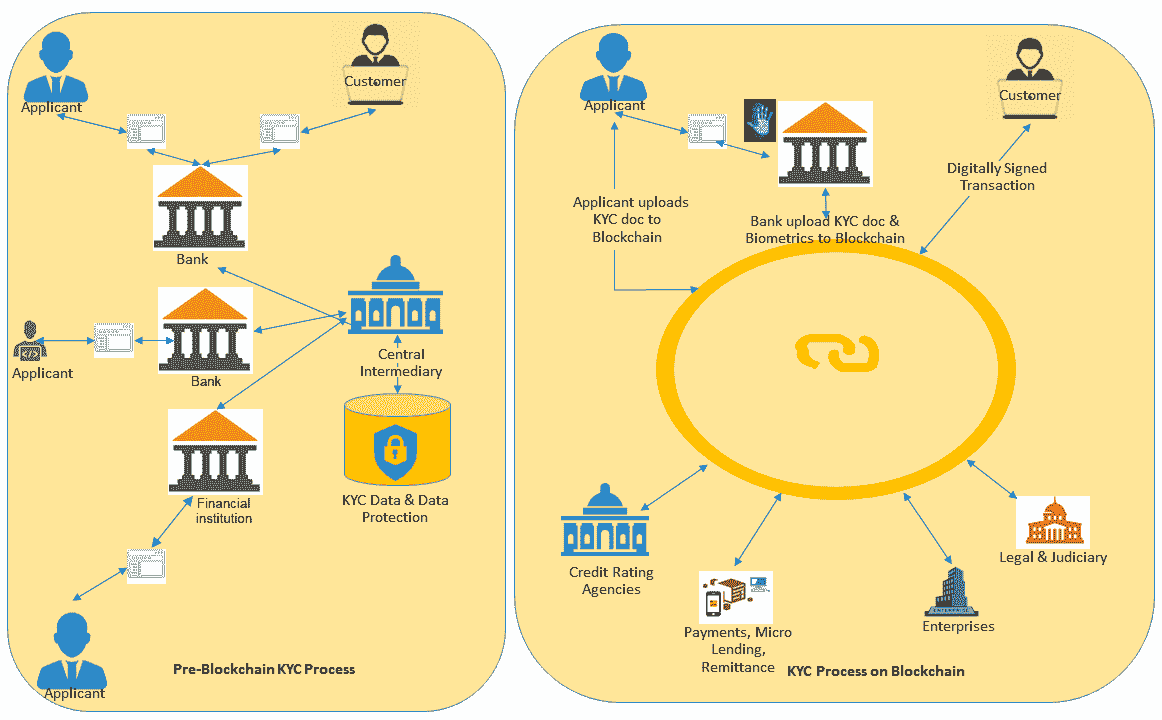 Applicant
Customer
Bank
Applicant
Bank
Central
Intermediary
Financial
institution
KYC Data & Data
Protection
Applicant
Pre-Blockchain KYC Process
Applicant
Customer
Applicant uploads
KYC doc to
Blockchain
Bank upload KYC doc &
Biometrics to Blockchain
Digitally Signed
Transaction
Credit Rating
Agencies
Payments, Micro
Lending,
Remittance
ENTERPRISE
Enterprises
Legal & Judiciary
KYC Process on Blockchain